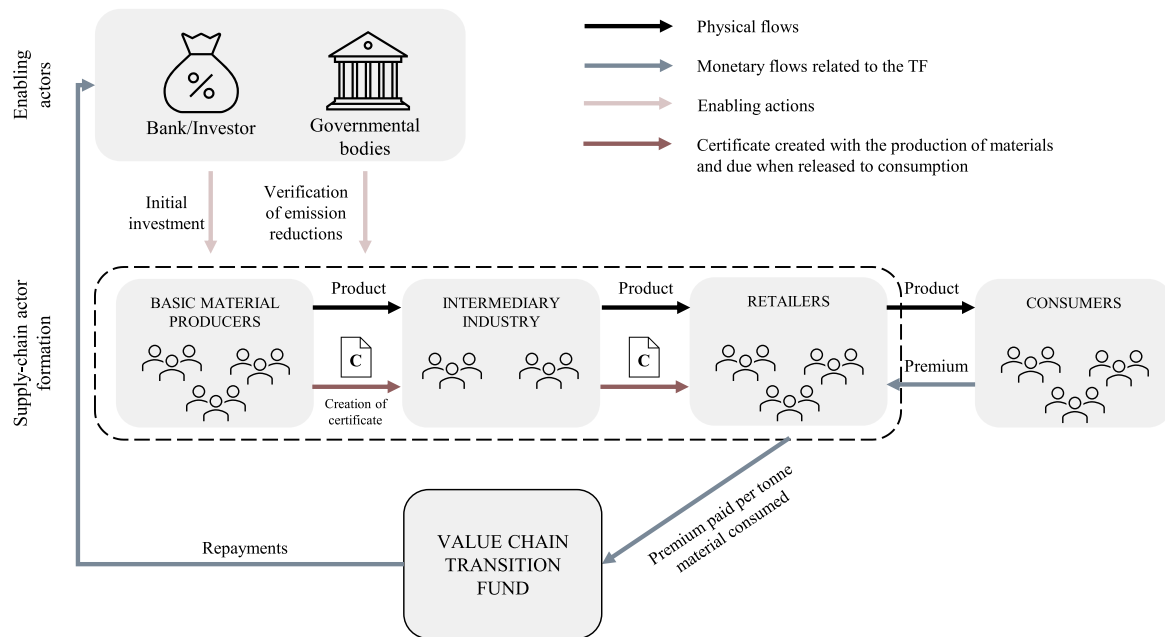 Enabling
actors
%
Bank/Investor
Governmental
bodies
Physical flows
Monetary flows related to the TF
Enabling actions
Certificate created with the production of materials
and due when released to consumption
Initial
investment
Verification
of emission
reductions
Supply-chain actor
formation
BASIC MATERIAL
PRODUCERS
Product
C
Creation of
certificate
INTERMEDIARY
INDUSTRY
Product
C
RETAILERS
Product
Premium
CONSUMERS
Premium paid per tonne
material consumed
Repayments
VALUE CHAIN
TRANSITION
FUND